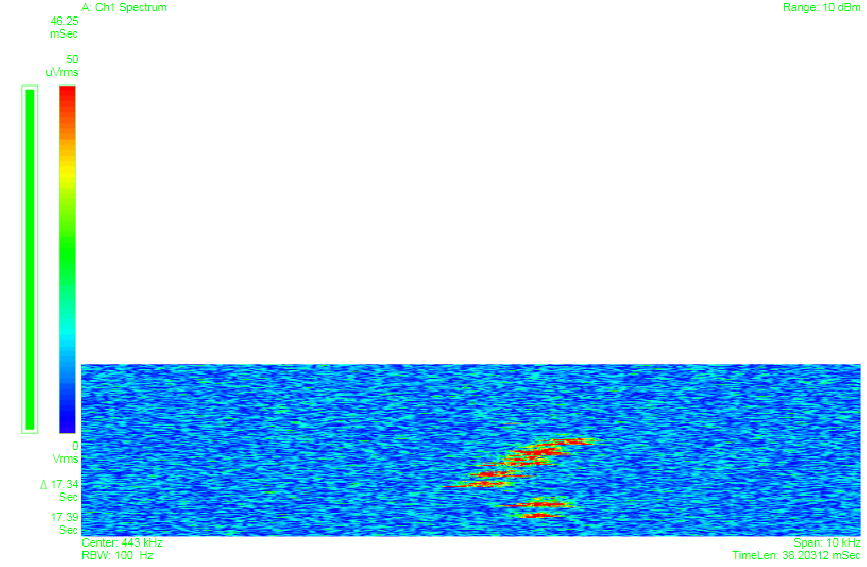 A: Ch1 Spectrum
Range: 10 dBm
46.25
mSec
50
uVrms
0
Vrms
Δ 17.34
Sec
17.39
Sec
Center: 443 kHz
Span: 10 kHz
RBW: 100 Hz
TimeLen: 38.20312 mSec